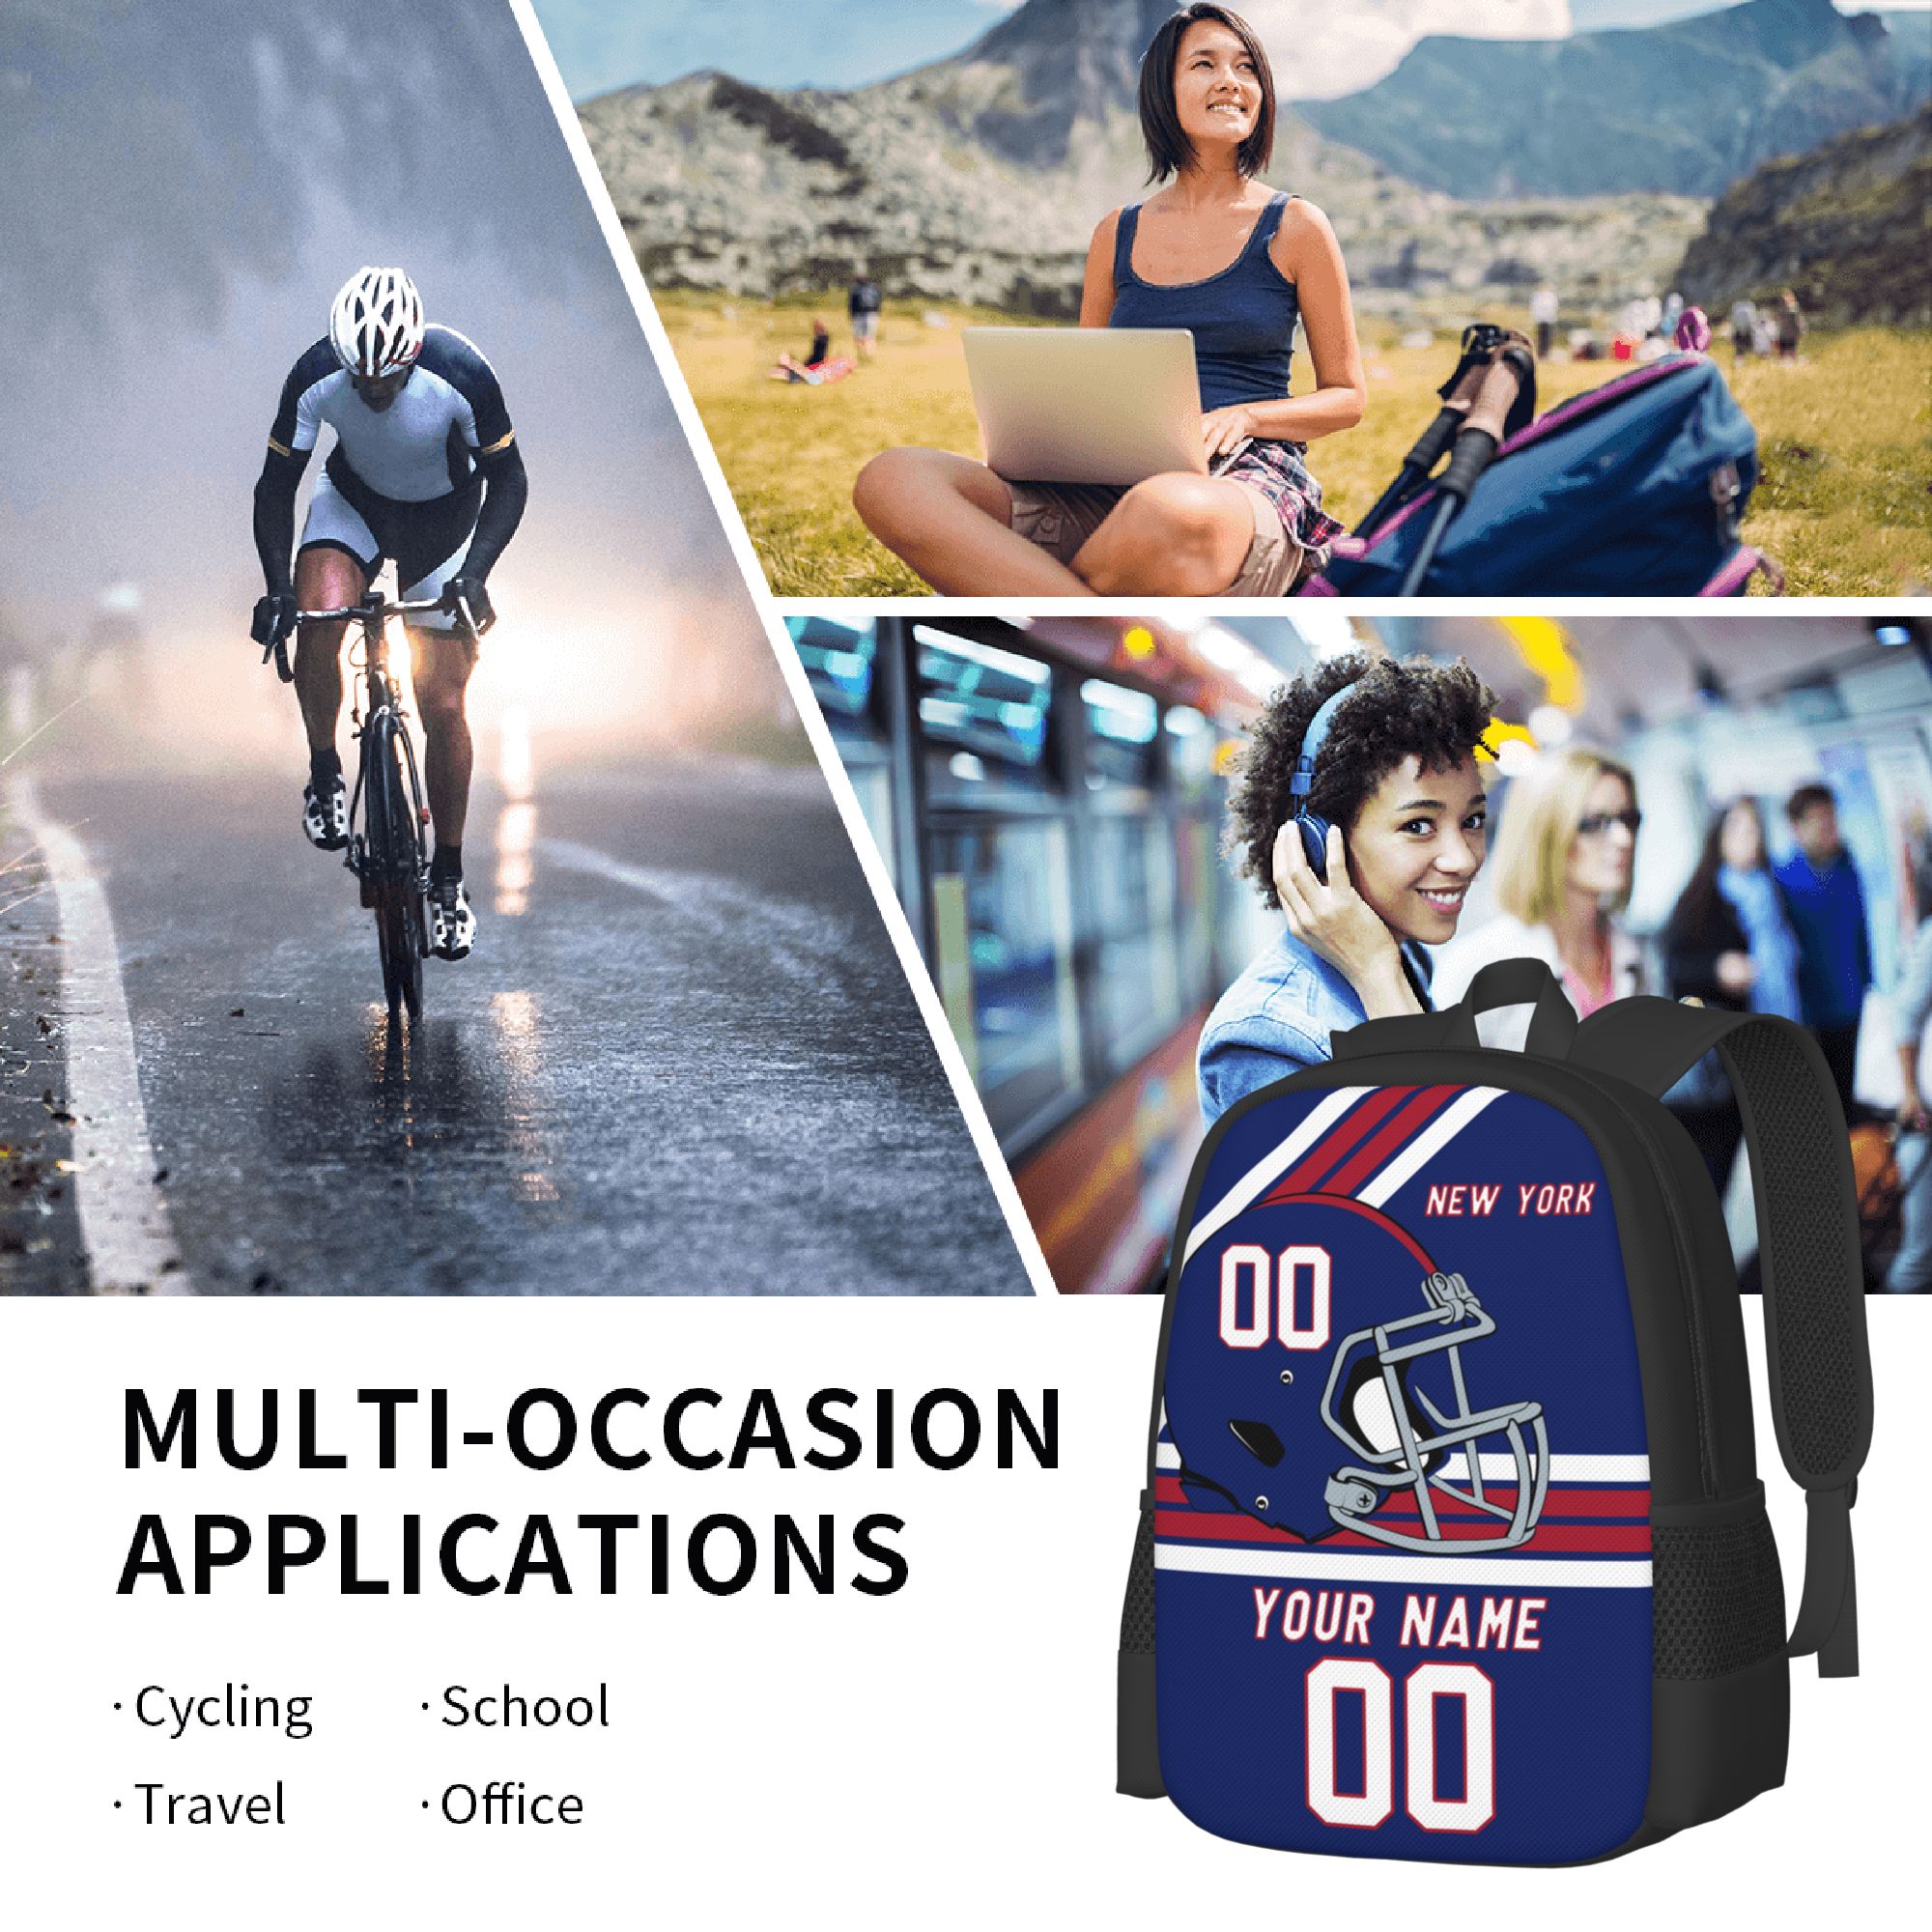 NEW YORK
00
MULTI-OCCASION
APPLICATIONS
· Cycling
· School
· Travel
· Office
YOUR NAME
00